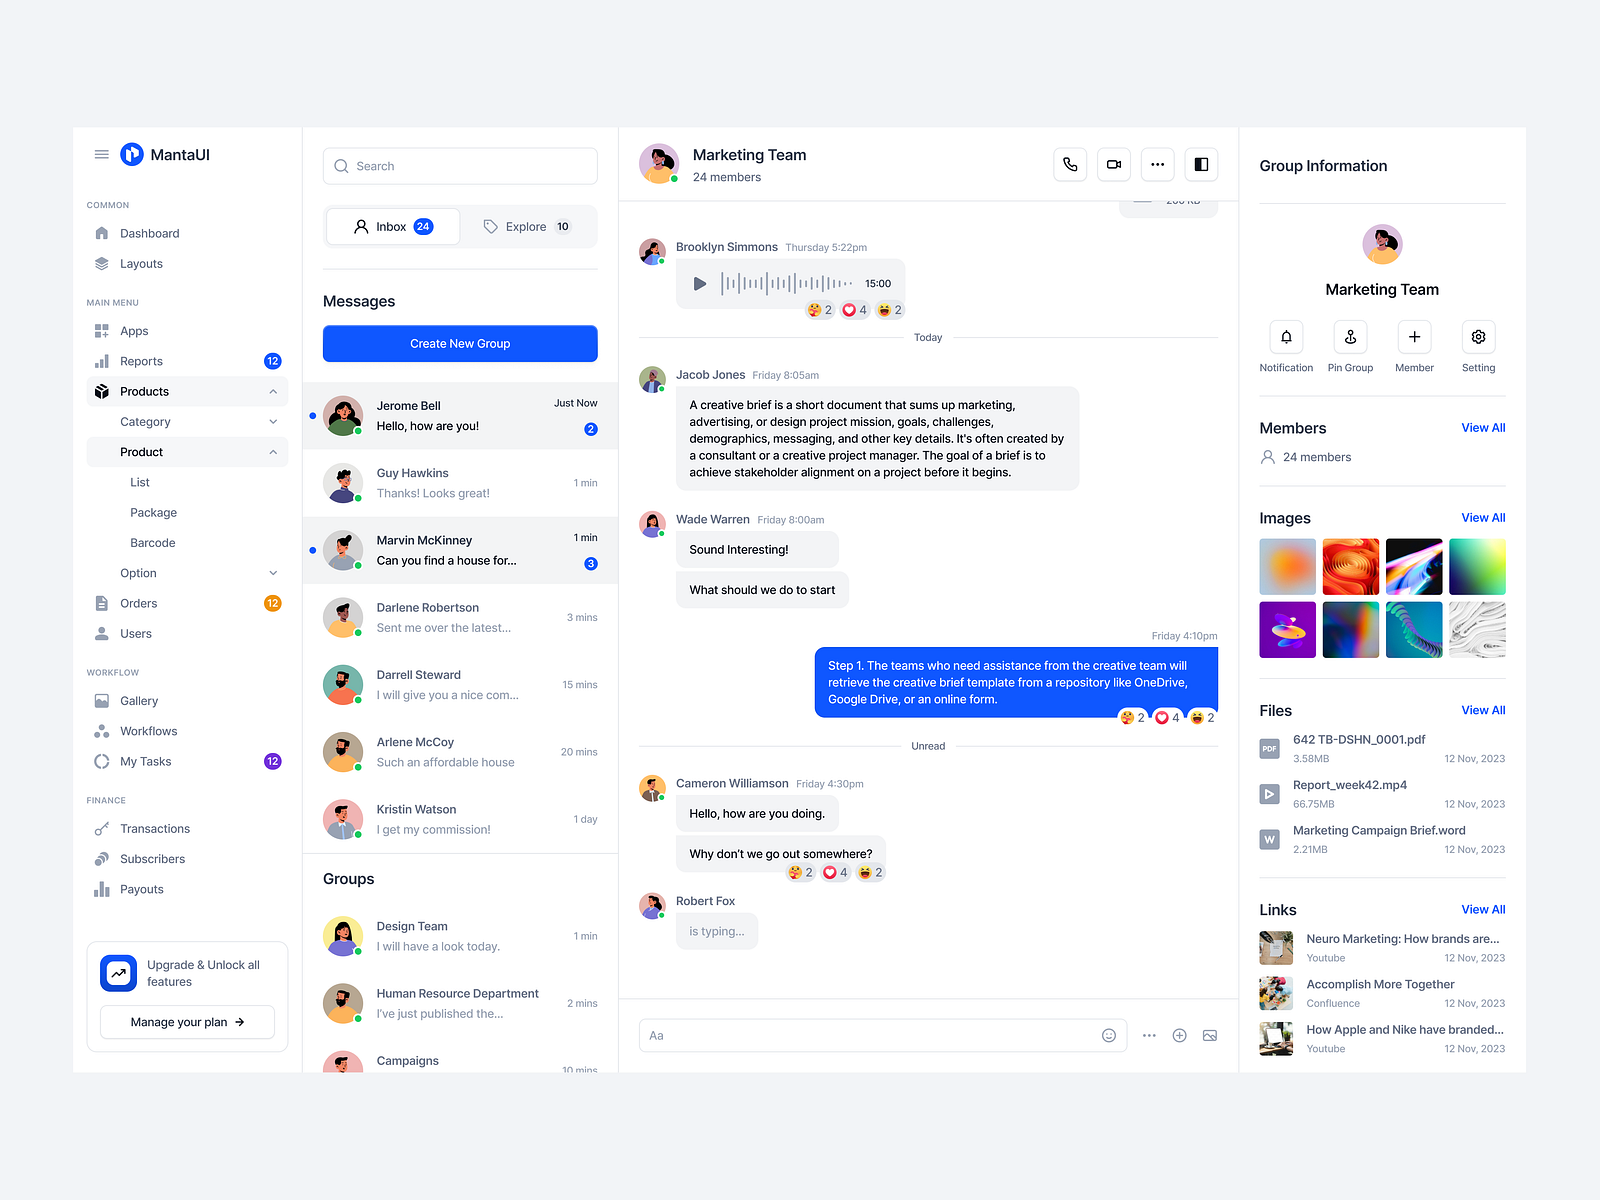 MantaUI
COMMON
Dashboard
Layouts
MAIN MENU
Apps
Reports
12
Products
Category
Product
List
Package
Barcode
Option
Orders
12
Users
WORKFLOW
Gallery
Workflows
My Tasks
12
FINANCE
Transactions
Subscribers
Payouts
Upgrade & Unlock all
features
Manage your plan →
Search
Inbox 24
Explore 10
Messages
Create New Group
Jerome Bell
Just Now
Hello, how are you!
2
Guy Hawkins
Thanks! Looks great!
1 min
Marvin McKinney
1 min
Can you find a house for...
3
Darlene Robertson
Sent me over the latest...
3 mins
Darrell Steward
I will give you a nice com...
15 mins
Arlene McCoy
Such an affordable house
20 mins
Kristin Watson
I get my commission!
1 day
Groups
Design Team
I will have a look today.
1 min
Human Resource Department
I've just published the...
2 mins
Campaigns
10 mins
Marketing Team
24 members
Brooklyn Simmons Thursday 5:22pm
15:00
2 4 2
Today
Jacob Jones Friday 8:05am
A creative brief is a short document that sums up marketing,
advertising, or design project mission, goals, challenges,
demographics, messaging, and other key details. It's often created by
a consultant or a creative project manager. The goal of a brief is to
achieve stakeholder alignment on a project before it begins.
Wade Warren Friday 8:00am
Sound Interesting!
What should we do to start
Friday 4:10pm
Step 1. The teams who need assistance from the creative team will
retrieve the creative brief template from a repository like OneDrive,
Google Drive, or an online form.
2 4 2
Unread
Cameron Williamson Friday 4:30pm
Hello, how are you doing.
Why don't we go out somewhere?
2 4 2
Robert Fox
is typing...
Aa
Group Information
Marketing Team
Notification
Pin Group
Member
Setting
Members
View All
24 members
Images
View All
Files
View All
PDF
642 TB-DSHN_0001.pdf
3.58MB
12 Nov, 2023
Report_week42.mp4
66.75MB
12 Nov, 2023
W
Marketing Campaign Brief.word
2.21MB
12 Nov, 2023
Links
View All
Neuro Marketing: How brands are...
Youtube
12 Nov, 2023
Accomplish More Together
Confluence
12 Nov, 2023
How Apple and Nike have branded...
Youtube
12 Nov, 2023